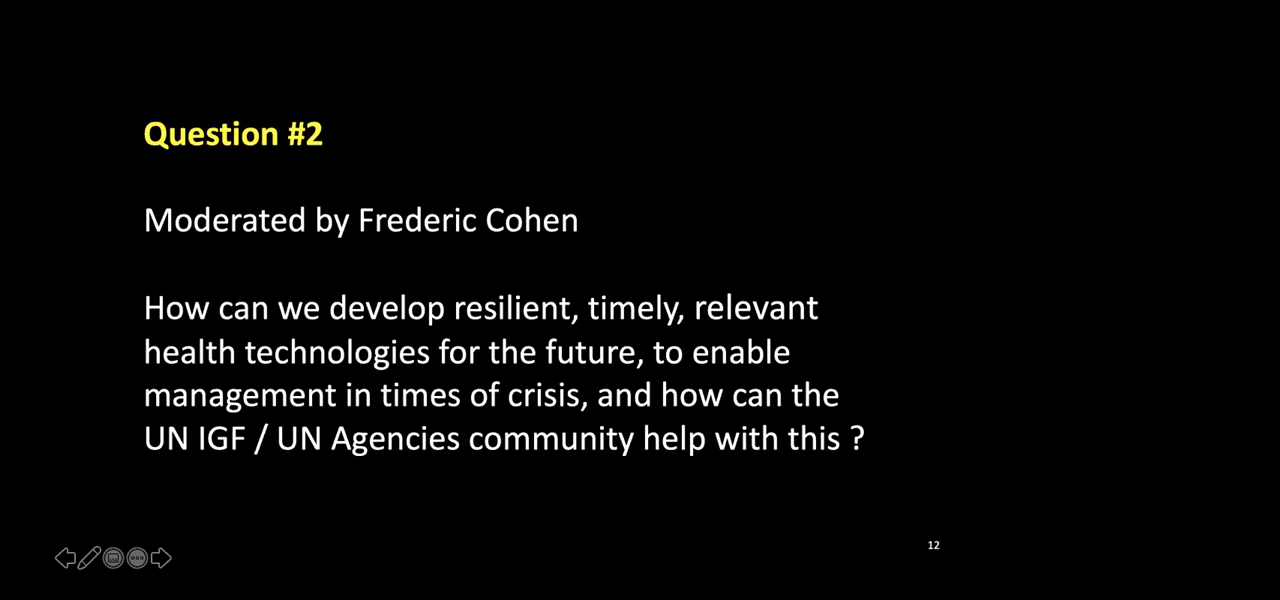 Question #2
Moderated by Frederic Cohen
How can we develop resilient, timely, relevant
health technologies for the future, to enable
management in times of crisis, and how can the
UN IGF / UN Agencies community help with this ?
12